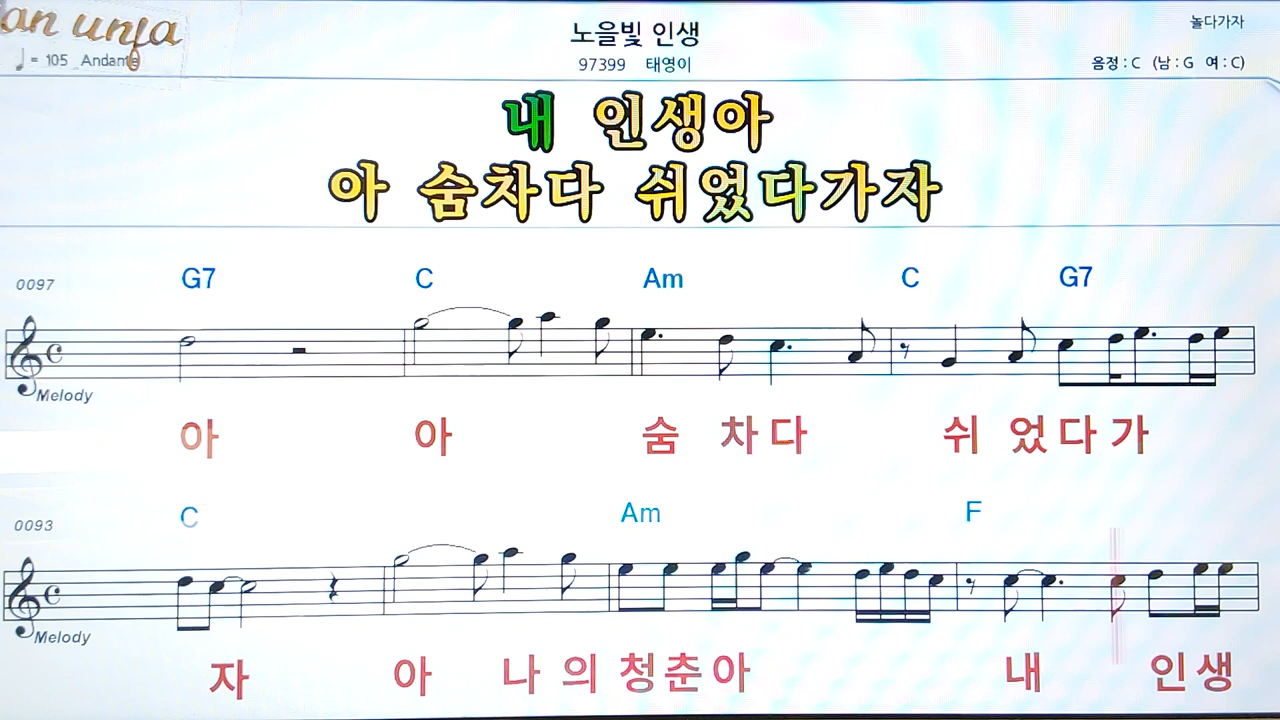 an unja
♩ = 105 Andante
노을빛 인생
97399 태영이
놀다가자
음정 : C (남 : G 여 : C)
내 인생아
아 숨차다 쉬었다가자
G7 C Am C G7
0097
Melody
아 아 숨 차 다 쉬 었 다 가
C Am F
0093
Melody
자 아 나 의 청 춘 아 내 인 생